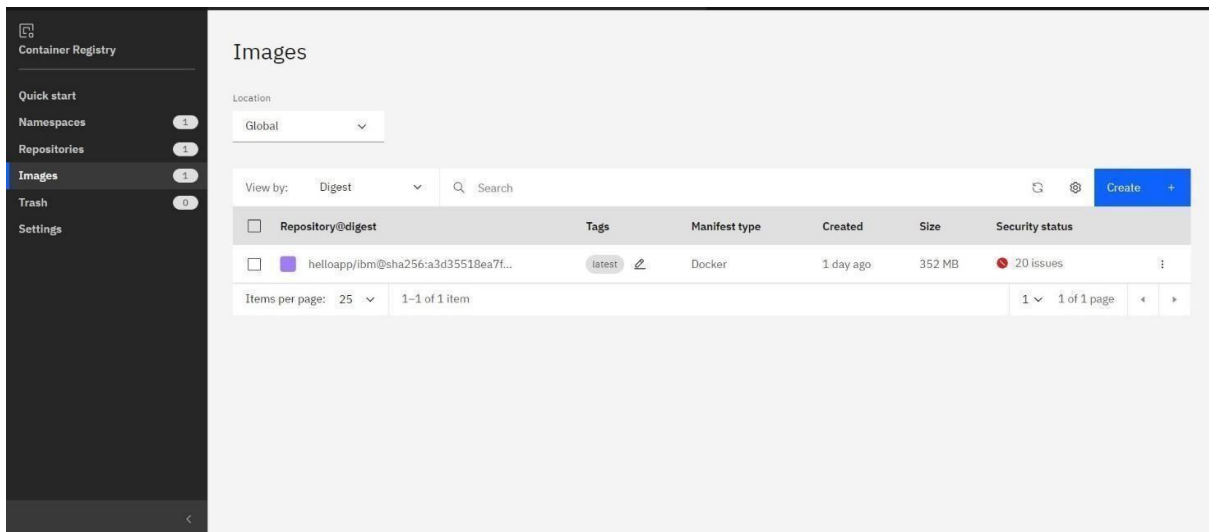 Container Registry
Quick start
Namespaces 1
Repositories 1
Images 1
Trash 0
Settings
Images
Location
Global
View by: Digest Search Create +
Repository@digest Tags Manifest type Created Size Security status
helloapp/ibm@sha256:a3d35518ea7f... latest Docker 1 day ago 352 MB 20 issues
Items per page: 25 1–1 of 1 item 1 1 of 1 page